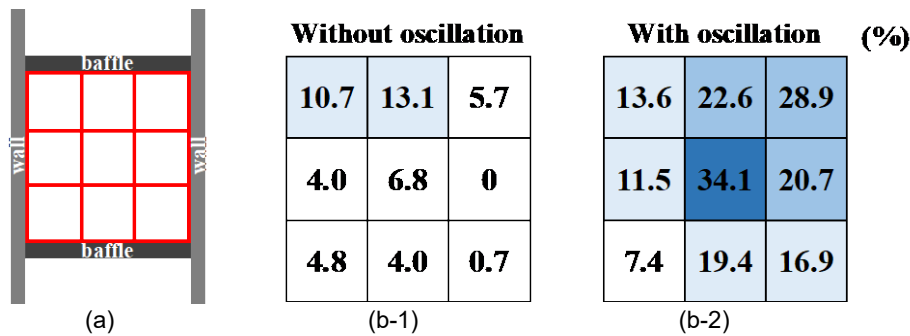 baffle
wall
wall
baffle
(a)
Without oscillation
10.7 13.1 5.7
4.0 6.8 0
4.8 4.0 0.7
(b-1)
With oscillation (%)
13.6 22.6 28.9
11.5 34.1 20.7
7.4 19.4 16.9
(b-2)